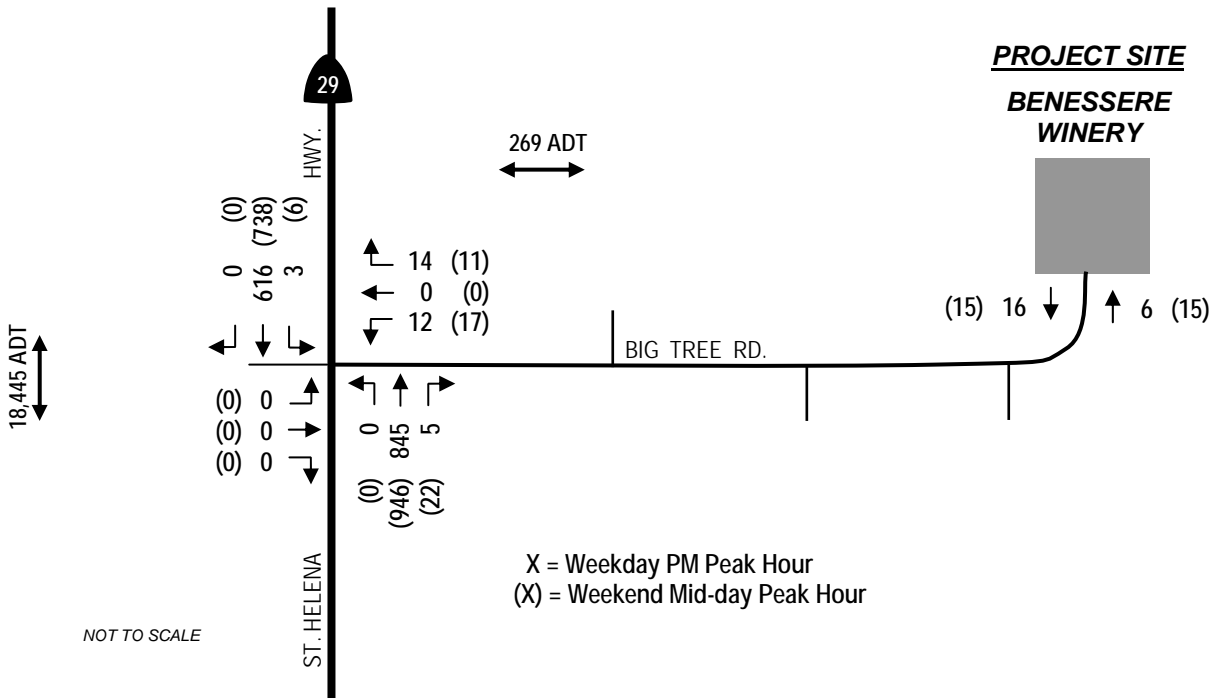 PROJECT SITE
BENESSERE
WINERY
29
HWY.
269 ADT
(0) (738) (6)
0 616 3
14 (11)
0 (0)
12 (17)
(15) 16
6 (15)
BIG TREE RD.
18,445 ADT
(0) 0
(0) 0
(0) 0
0 845 5
(0) (946) (22)
ST. HELENA
X = Weekday PM Peak Hour
(X) = Weekend Mid-day Peak Hour
NOT TO SCALE